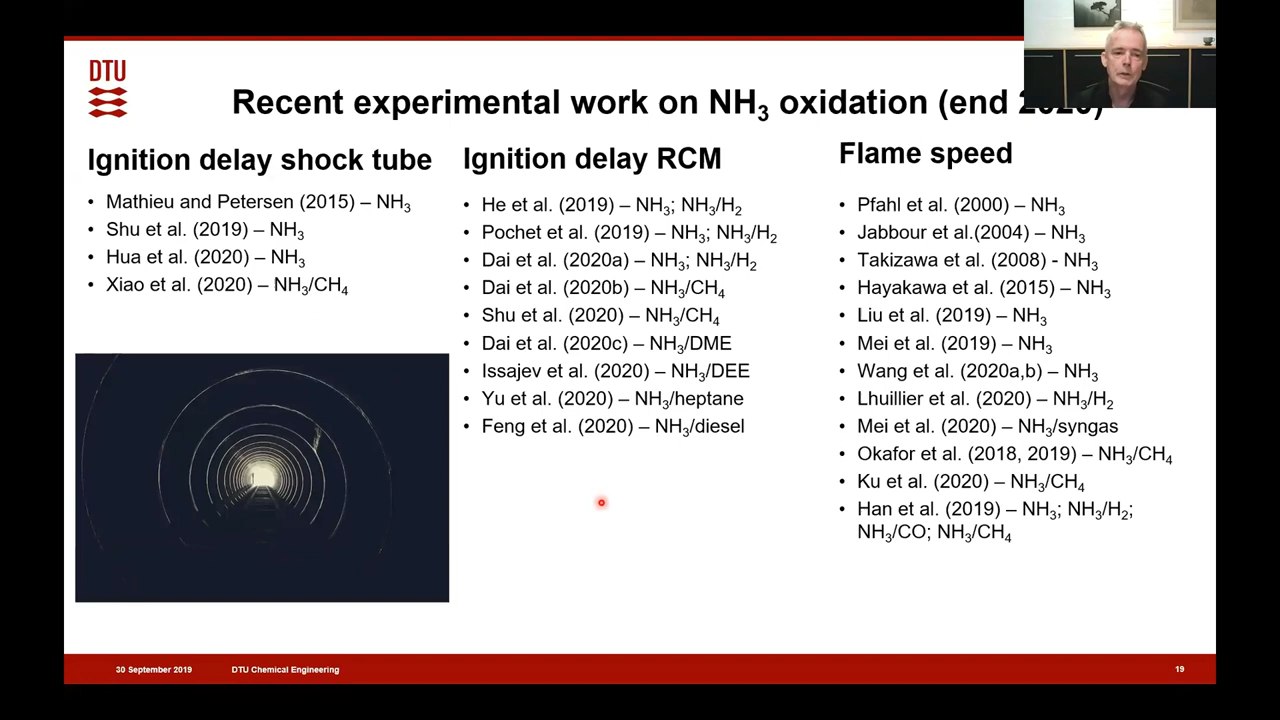 DTU
Recent experimental work on NH3 oxidation (end 2020)
Ignition delay shock tube
• Mathieu and Petersen (2015) – NH3
• Shu et al. (2019) – NH3
• Hua et al. (2020) – NH3
• Xiao et al. (2020) – NH3/CH4
Ignition delay RCM
• He et al. (2019) – NH3; NH3/H2
• Pochet et al. (2019) – NH3; NH3/H2
• Dai et al. (2020a) – NH3; NH3/H2
• Dai et al. (2020b) – NH3/CH4
• Shu et al. (2020) – NH3/CH4
• Dai et al. (2020c) – NH3/DME
• Issajev et al. (2020) – NH3/DEE
• Yu et al. (2020) – NH3/heptane
• Feng et al. (2020) – NH3/diesel
Flame speed
• Pfahl et al. (2000) – NH3
• Jabbour et al.(2004) – NH3
• Takizawa et al. (2008) - NH3
• Hayakawa et al. (2015) – NH3
• Liu et al. (2019) – NH3
• Mei et al. (2019) – NH3
• Wang et al. (2020a,b) – NH3
• Lhuillier et al. (2020) – NH3/H2
• Mei et al. (2020) – NH3/syngas
• Okafor et al. (2018, 2019) – NH3/CH4
• Ku et al. (2020) – NH3/CH4
• Han et al. (2019) – NH3; NH3/H2;
NH3/CO; NH3/CH4
30 September 2019
DTU Chemical Engineering
19